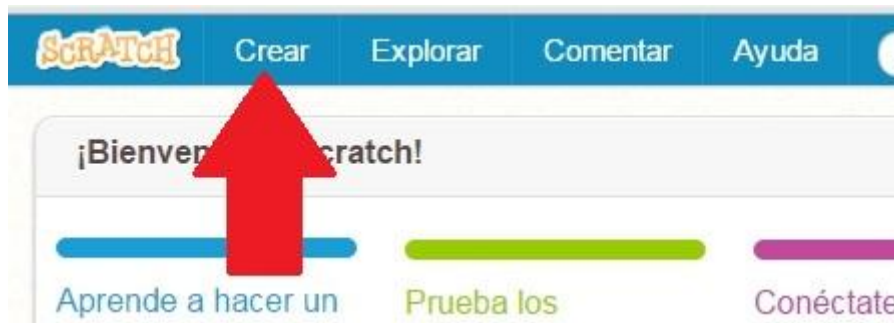 SCRATCH Crear Explorar Comentar Ayuda
¡Bienven cratch!
Aprende a hacer un Prueba los Conéctate